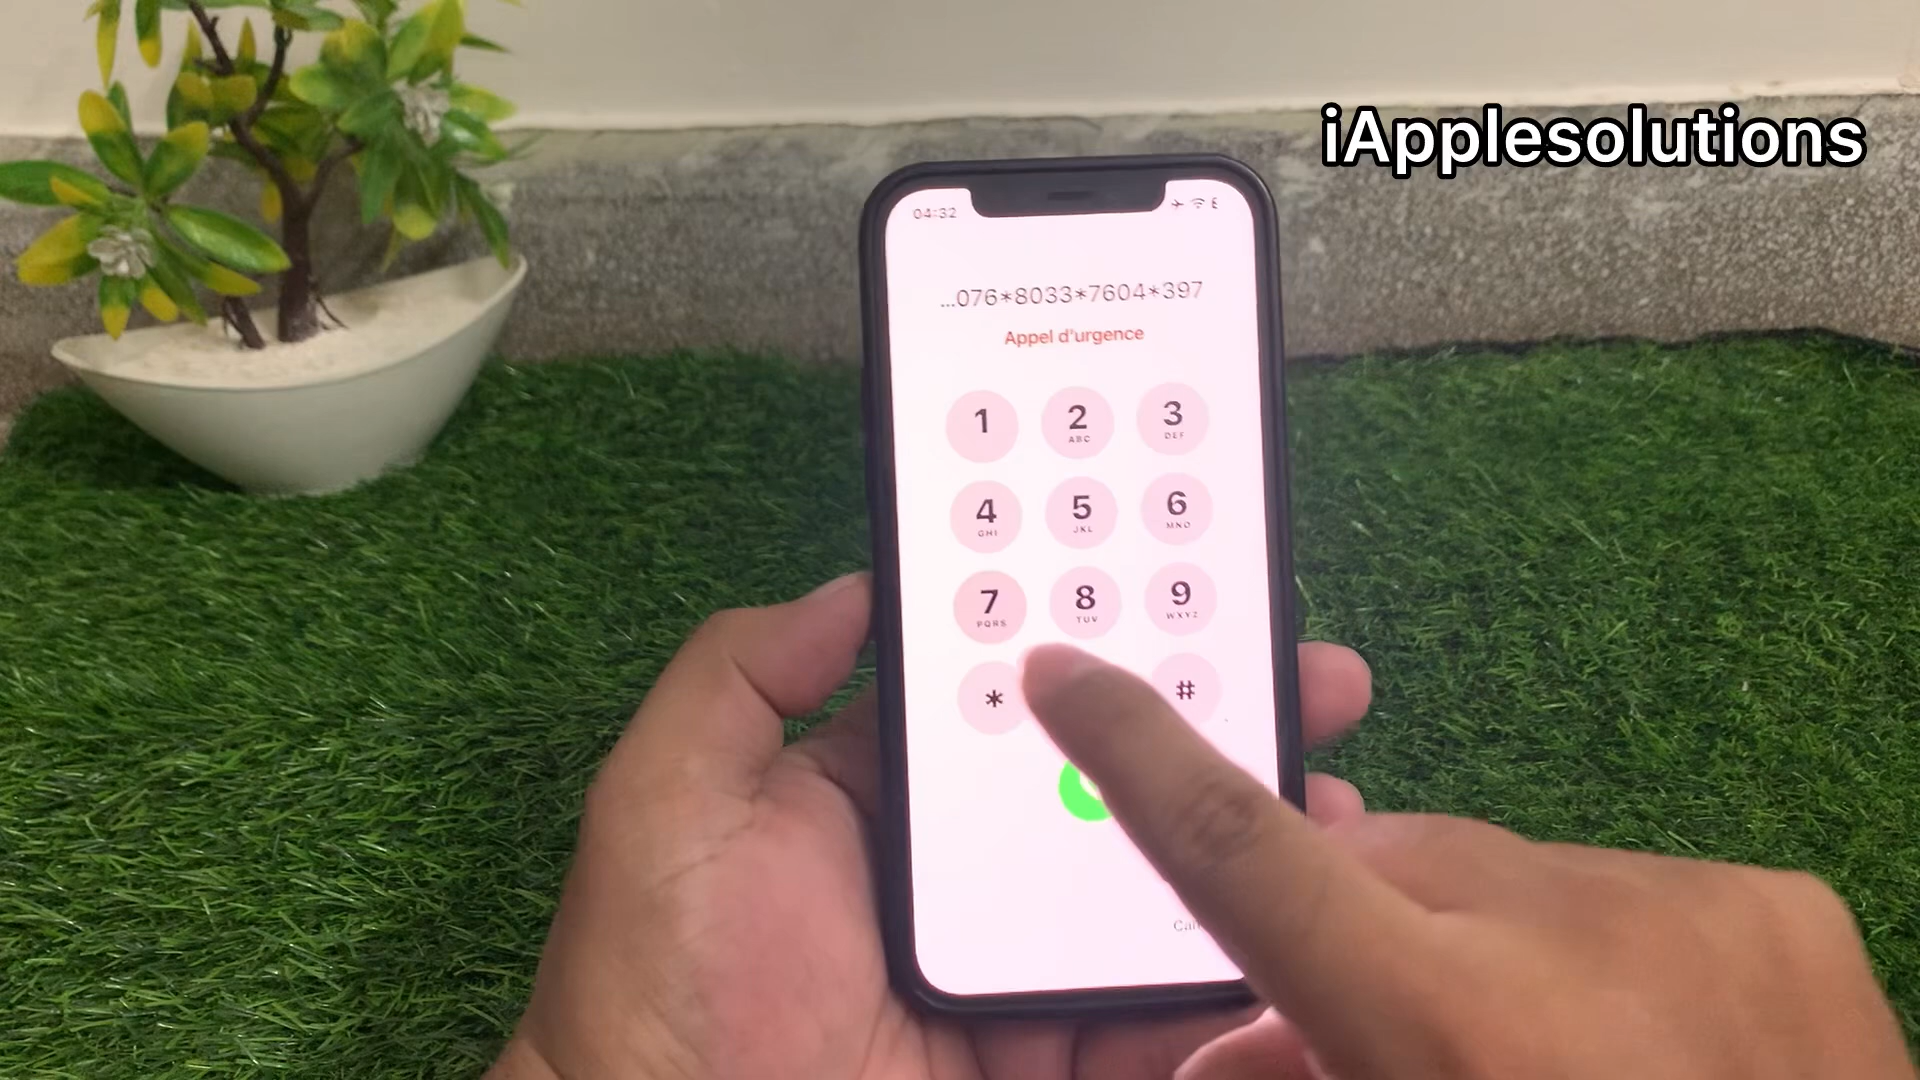 iApplesolutions
04:32
...076*8033*7604*397
Appel d'urgence
1
2
ABC
3
DEF
4
GHI
5
JKL
6
MNO
7
PQRS
8
TUV
9
WXYZ
*
#